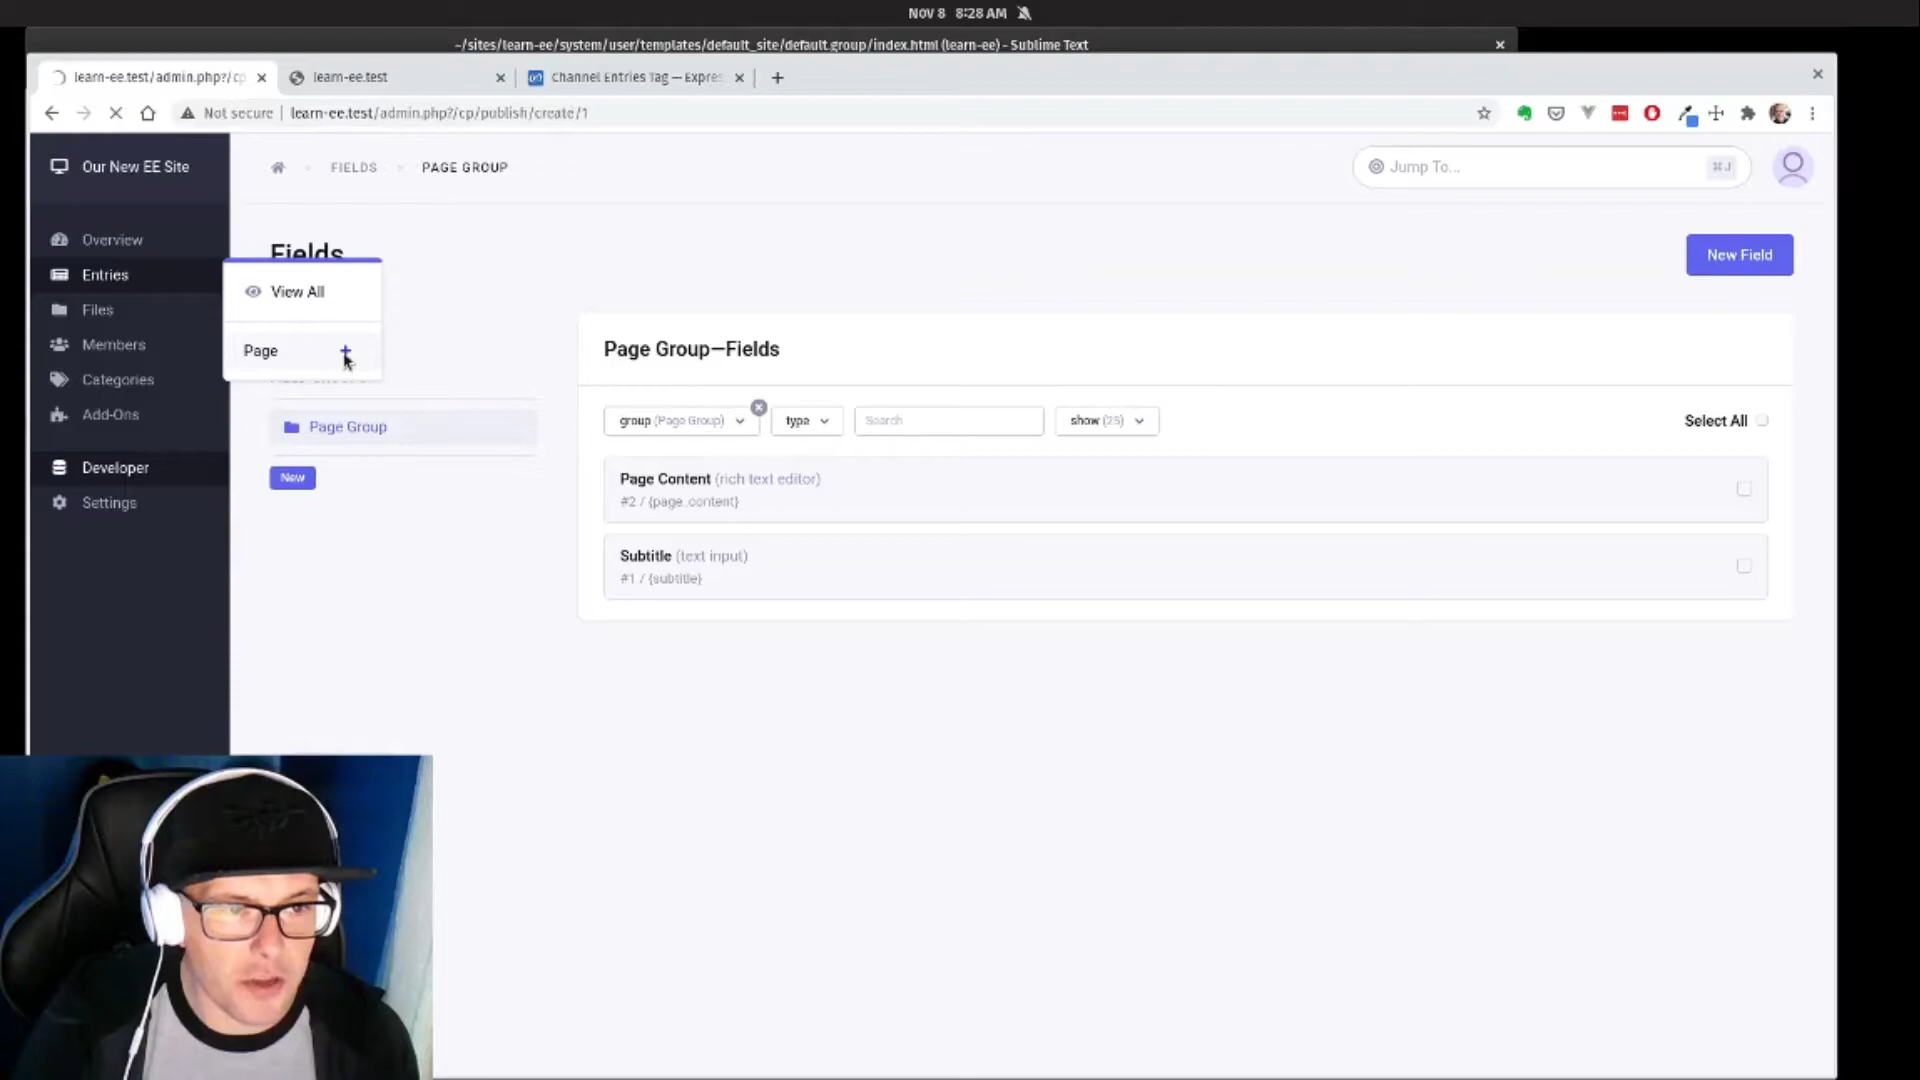 NOV 8 8:28 AM
~/sites/learn-ee/system/user/templates/default_site/default.group/index.html (learn-ee) - Sublime Text
learn-ee.test/admin.php?/cp
learn-ee.test
Channel Entries Tag — Expres
Not secure
learn-ee.test/admin.php?/cp/publish/create/1
Our New EE Site
FIELDS
PAGE GROUP
Jump To...
⌘J
Overview
Entries
Files
Members
Categories
Add-Ons
Developer
Settings
Fields
New Field
View All
Page
Page Group
New
Page Group—Fields
group (Page Group)
type
Search
show (25)
Select All
Page Content (rich text editor)
#2 / {page_content}
Subtitle (text input)
#1 / {subtitle}